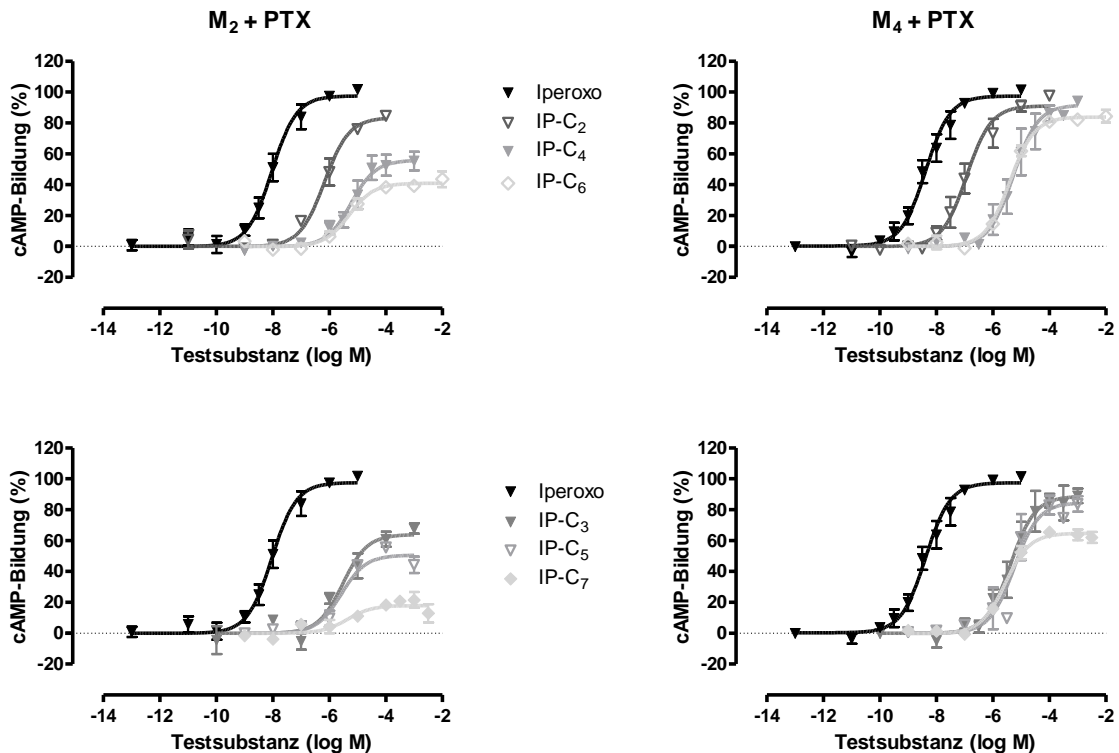 M2 + PTX
M4 + PTX
cAMP-Bildung (%)
120
100
80
60
40
20
0
-20
-14 -12 -10 -8 -6 -4 -2
Testsubstanz (log M)
Iperoxo
IP-C2
IP-C4
IP-C6
cAMP-Bildung (%)
120
100
80
60
40
20
0
-20
-14 -12 -10 -8 -6 -4 -2
Testsubstanz (log M)
cAMP-Bildung (%)
120
100
80
60
40
20
0
-20
-14 -12 -10 -8 -6 -4 -2
Testsubstanz (log M)
Iperoxo
IP-C3
IP-C5
IP-C7
cAMP-Bildung (%)
120
100
80
60
40
20
0
-20
-14 -12 -10 -8 -6 -4 -2
Testsubstanz (log M)